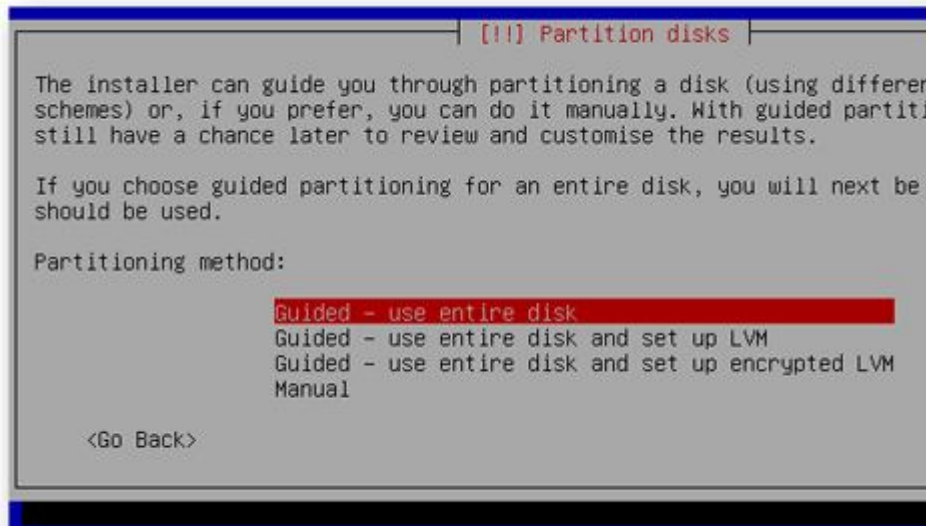 [!!] Partition disks
The installer can guide you through partitioning a disk (using differen
schemes) or, if you prefer, you can do it manually. With guided partiti
still have a chance later to review and customise the results.
If you choose guided partitioning for an entire disk, you will next be
should be used.
Partitioning method:
Guided – use entire disk
Guided – use entire disk and set up LVM
Guided – use entire disk and set up encrypted LVM
Manual
<Go Back>